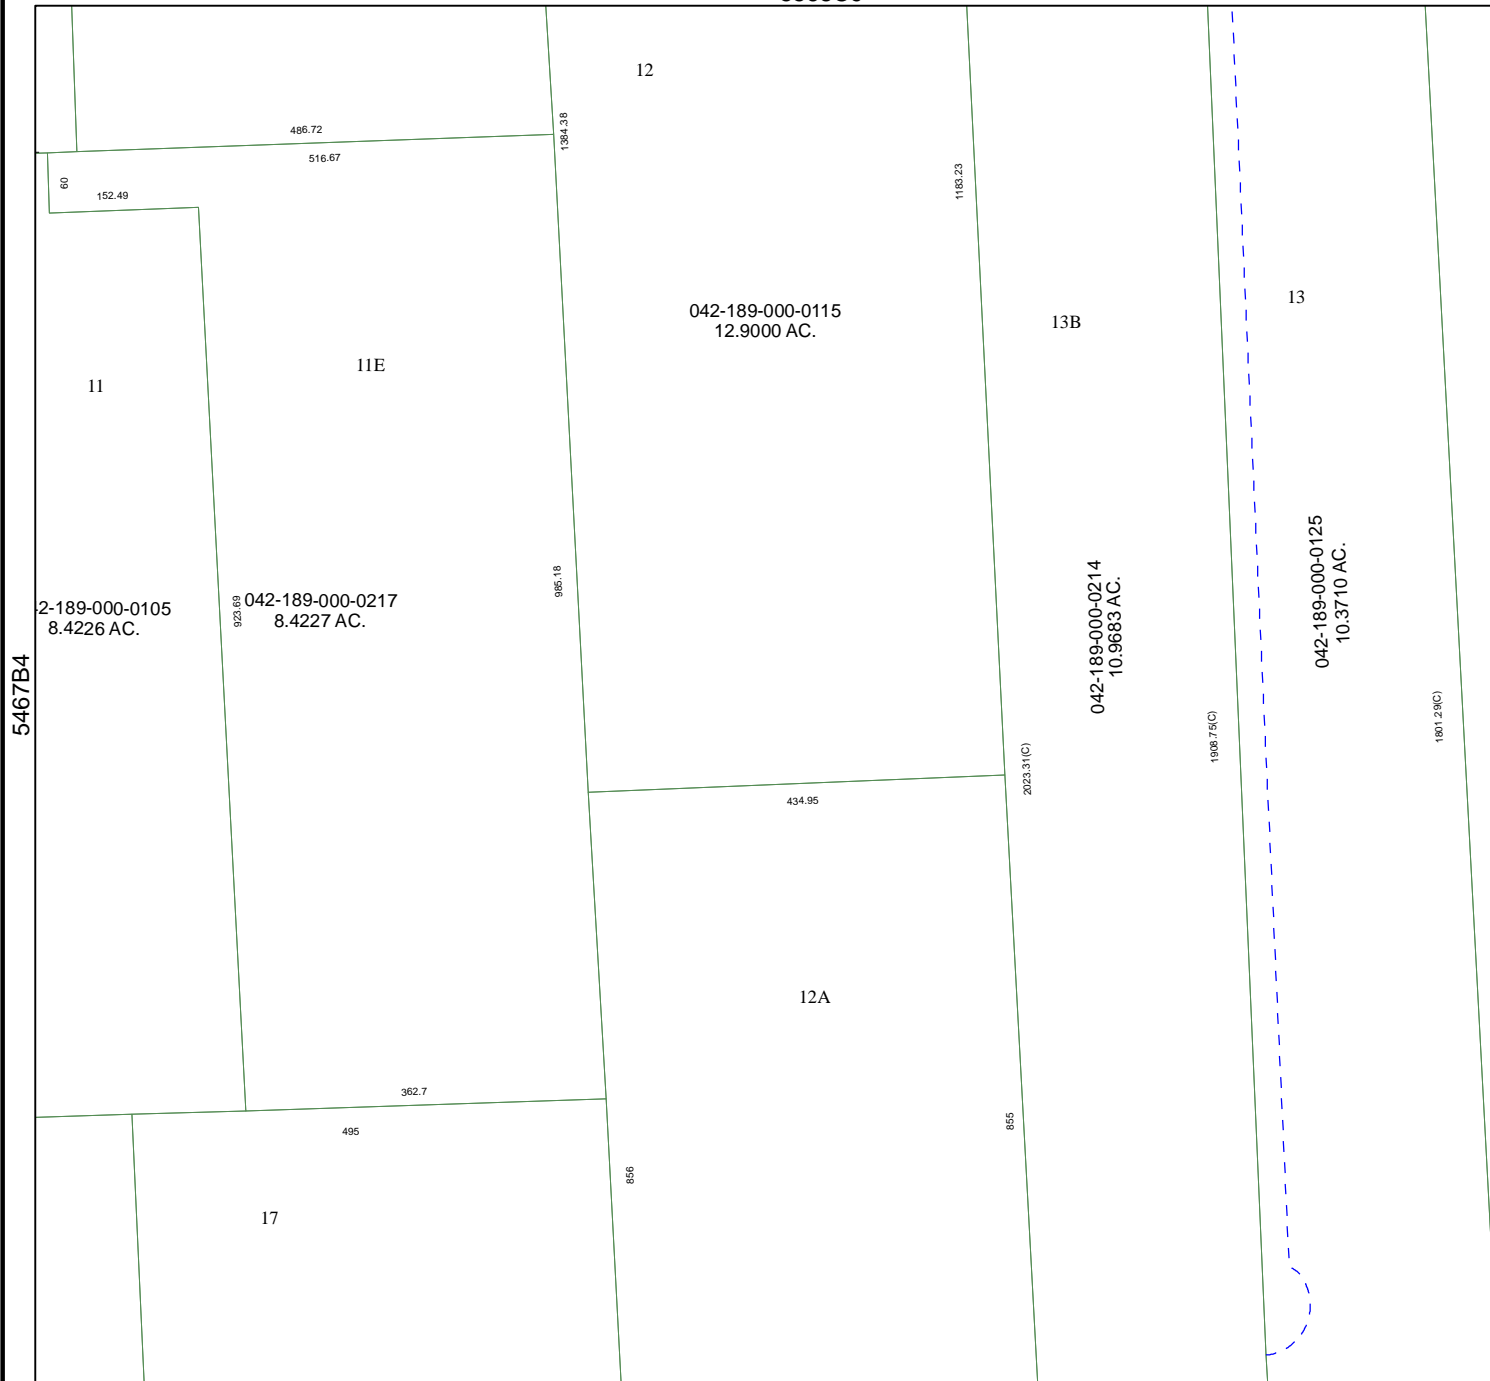 12
486.72
1384.38
516.67
60
152.49
1183.23
13
042-189-000-0115
12.9000 AC.
13B
11E
11
042-189-000-0125
10.3710 AC.
985.18
042-189-000-0214
10.9683 AC.
2-189-000-0105
8.4226 AC.
923.69
042-189-000-0217
8.4227 AC.
5467B4
1908.75(C)
1801.29(C)
2023.31(C)
434.95
12A
362.7
495
855
856
17